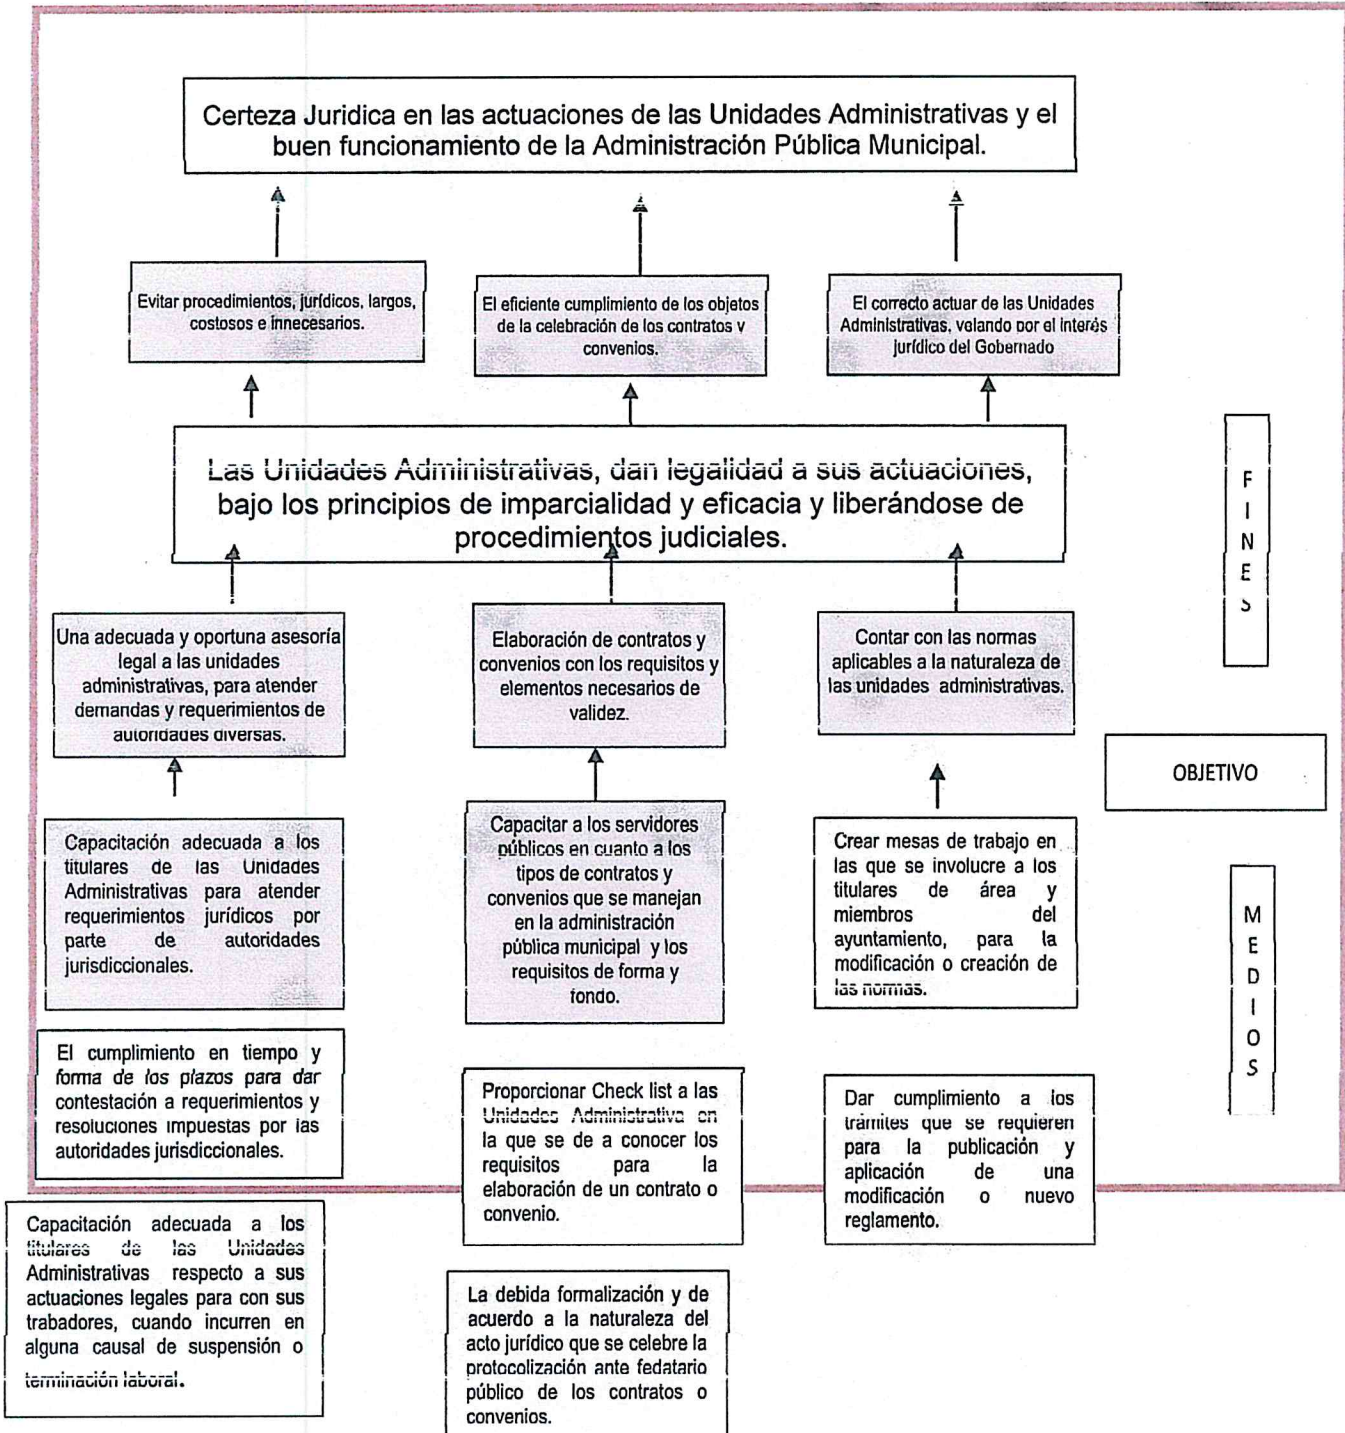 Certeza Juridica en las actuaciones de las Unidades Administrativas y el
buen funcionamiento de la Administración Pública Municipal.
Evitar procedimientos, jurídicos, largos,
costosos e innecesarios.
El eficiente cumplimiento de los objetos
de la celebración de los contratos y
convenios.
El correcto actuar de las Unidades
Administrativas, velando por el interés
jurídico del Gobernado
Las Unidades Administrativas, dan legalidad a sus actuaciones,
bajo los principios de imparcialidad y eficacia y liberándose de
procedimientos judiciales.
F
I
N
E
S
Una adecuada y oportuna asesoría
legal a las unidades
administrativas, para atender
demandas y requerimientos de
autoridades diversas.
Elaboración de contratos y
convenios con los requisitos y
elementos necesarios de
validez.
Contar con las normas
aplicables a la naturaleza de
las unidades administrativas.
OBJETIVO
Capacitación adecuada a los
titulares de las Unidades
Administrativas para atender
requerimientos jurídicos por
parte de autoridades
jurisdiccionales.
Capacitar a los servidores
públicos en cuanto a los
tipos de contratos y
convenios que se manejan
en la administración
pública municipal y los
requisitos de forma y
fondo.
Crear mesas de trabajo en
las que se involucre a los
titulares de área y
miembros del
ayuntamiento, para la
modificación o creación de
las normas.
M
E
D
I
O
S
El cumplimiento en tiempo y
forma de los plazos para dar
contestación a requerimientos y
resoluciones impuestas por las
autoridades jurisdiccionales.
Proporcionar Check list a las
Unidades Administrativa en
la que se de a conocer los
requisitos para la
elaboración de un contrato o
convenio.
Dar cumplimiento a los
trámites que se requieren
para la publicación y
aplicación de una
modificación o nuevo
reglamento.
Capacitación adecuada a los
titulares de las Unidades
Administrativas respecto a sus
actuaciones legales para con sus
trabadores, cuando incurren en
alguna causal de suspensión o
terminación laboral.
La debida formalización y de
acuerdo a la naturaleza del
acto jurídico que se celebre la
protocolización ante fedatario
público de los contratos o
convenios.